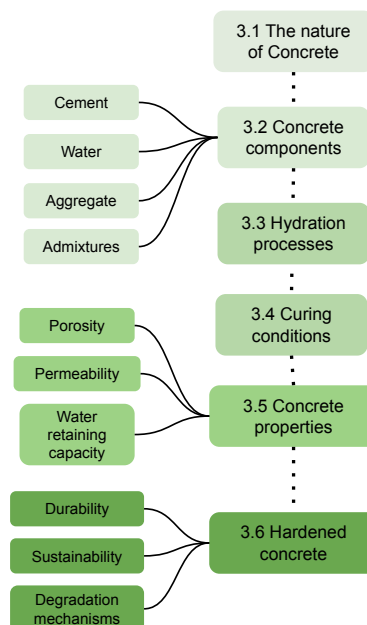 3.1 The nature
of Concrete
Cement
Water
Aggregate
Admixtures
3.2 Concrete
components
3.3 Hydration
processes
3.4 Curing
conditions
Porosity
Permeability
Water
retaining
capacity
3.5 Concrete
properties
Durability
Sustainability
Degradation
mechanisms
3.6 Hardened
concrete